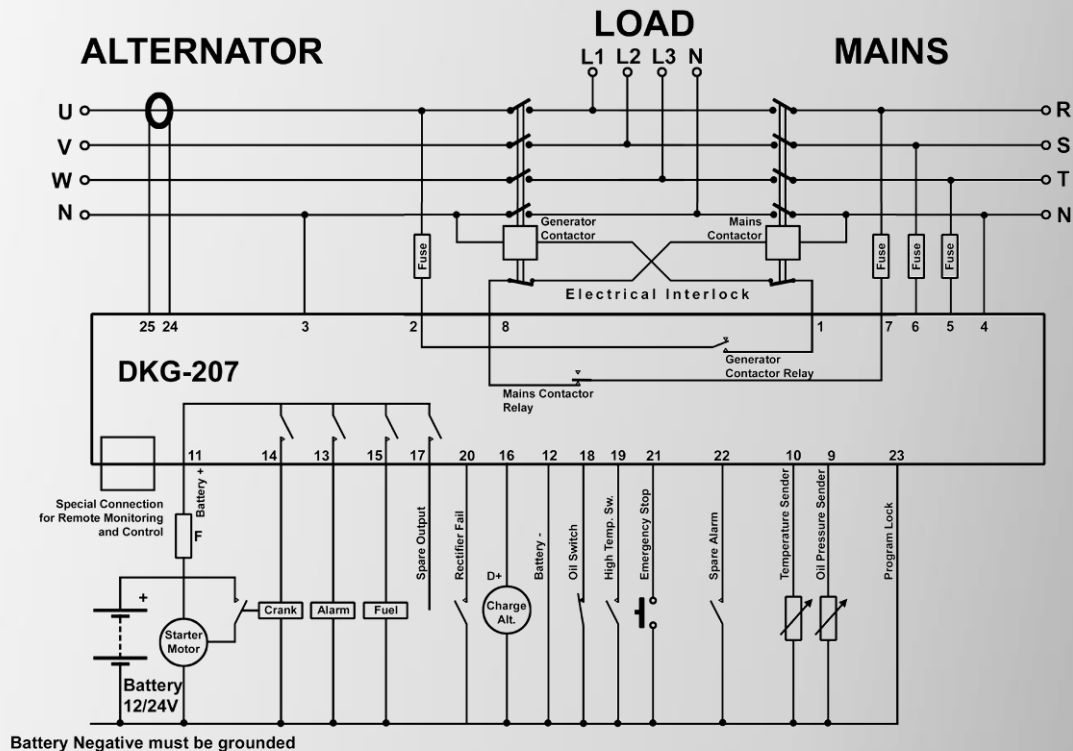 ALTERNATOR
LOAD
MAINS
L1 L2 L3 N
U
V
W
N
R
S
T
N
Generator
Contactor
Mains
Contactor
Fuse
Fuse
Fuse
Fuse
Electrical Interlock
25 24 3 2 8 1 7 6 5 4
DKG-207
Generator
Contactor Relay
Mains Contactor
Relay
11 14 13 15 17 20 16 12 18 19 21 22 10 9 23
Special Connection
for Remote Monitoring
and Control
Battery +
F
Spare Output
Rectifier Fail
D+
Charge
Alt.
Battery -
Oil Switch
High Temp. Sw.
Emergency Stop
Spare Alarm
Temperature Sender
Oil Pressure Sender
Program Lock
+
Crank
Alarm
Fuel
Starter
Motor
Battery
12/24V
Battery Negative must be grounded